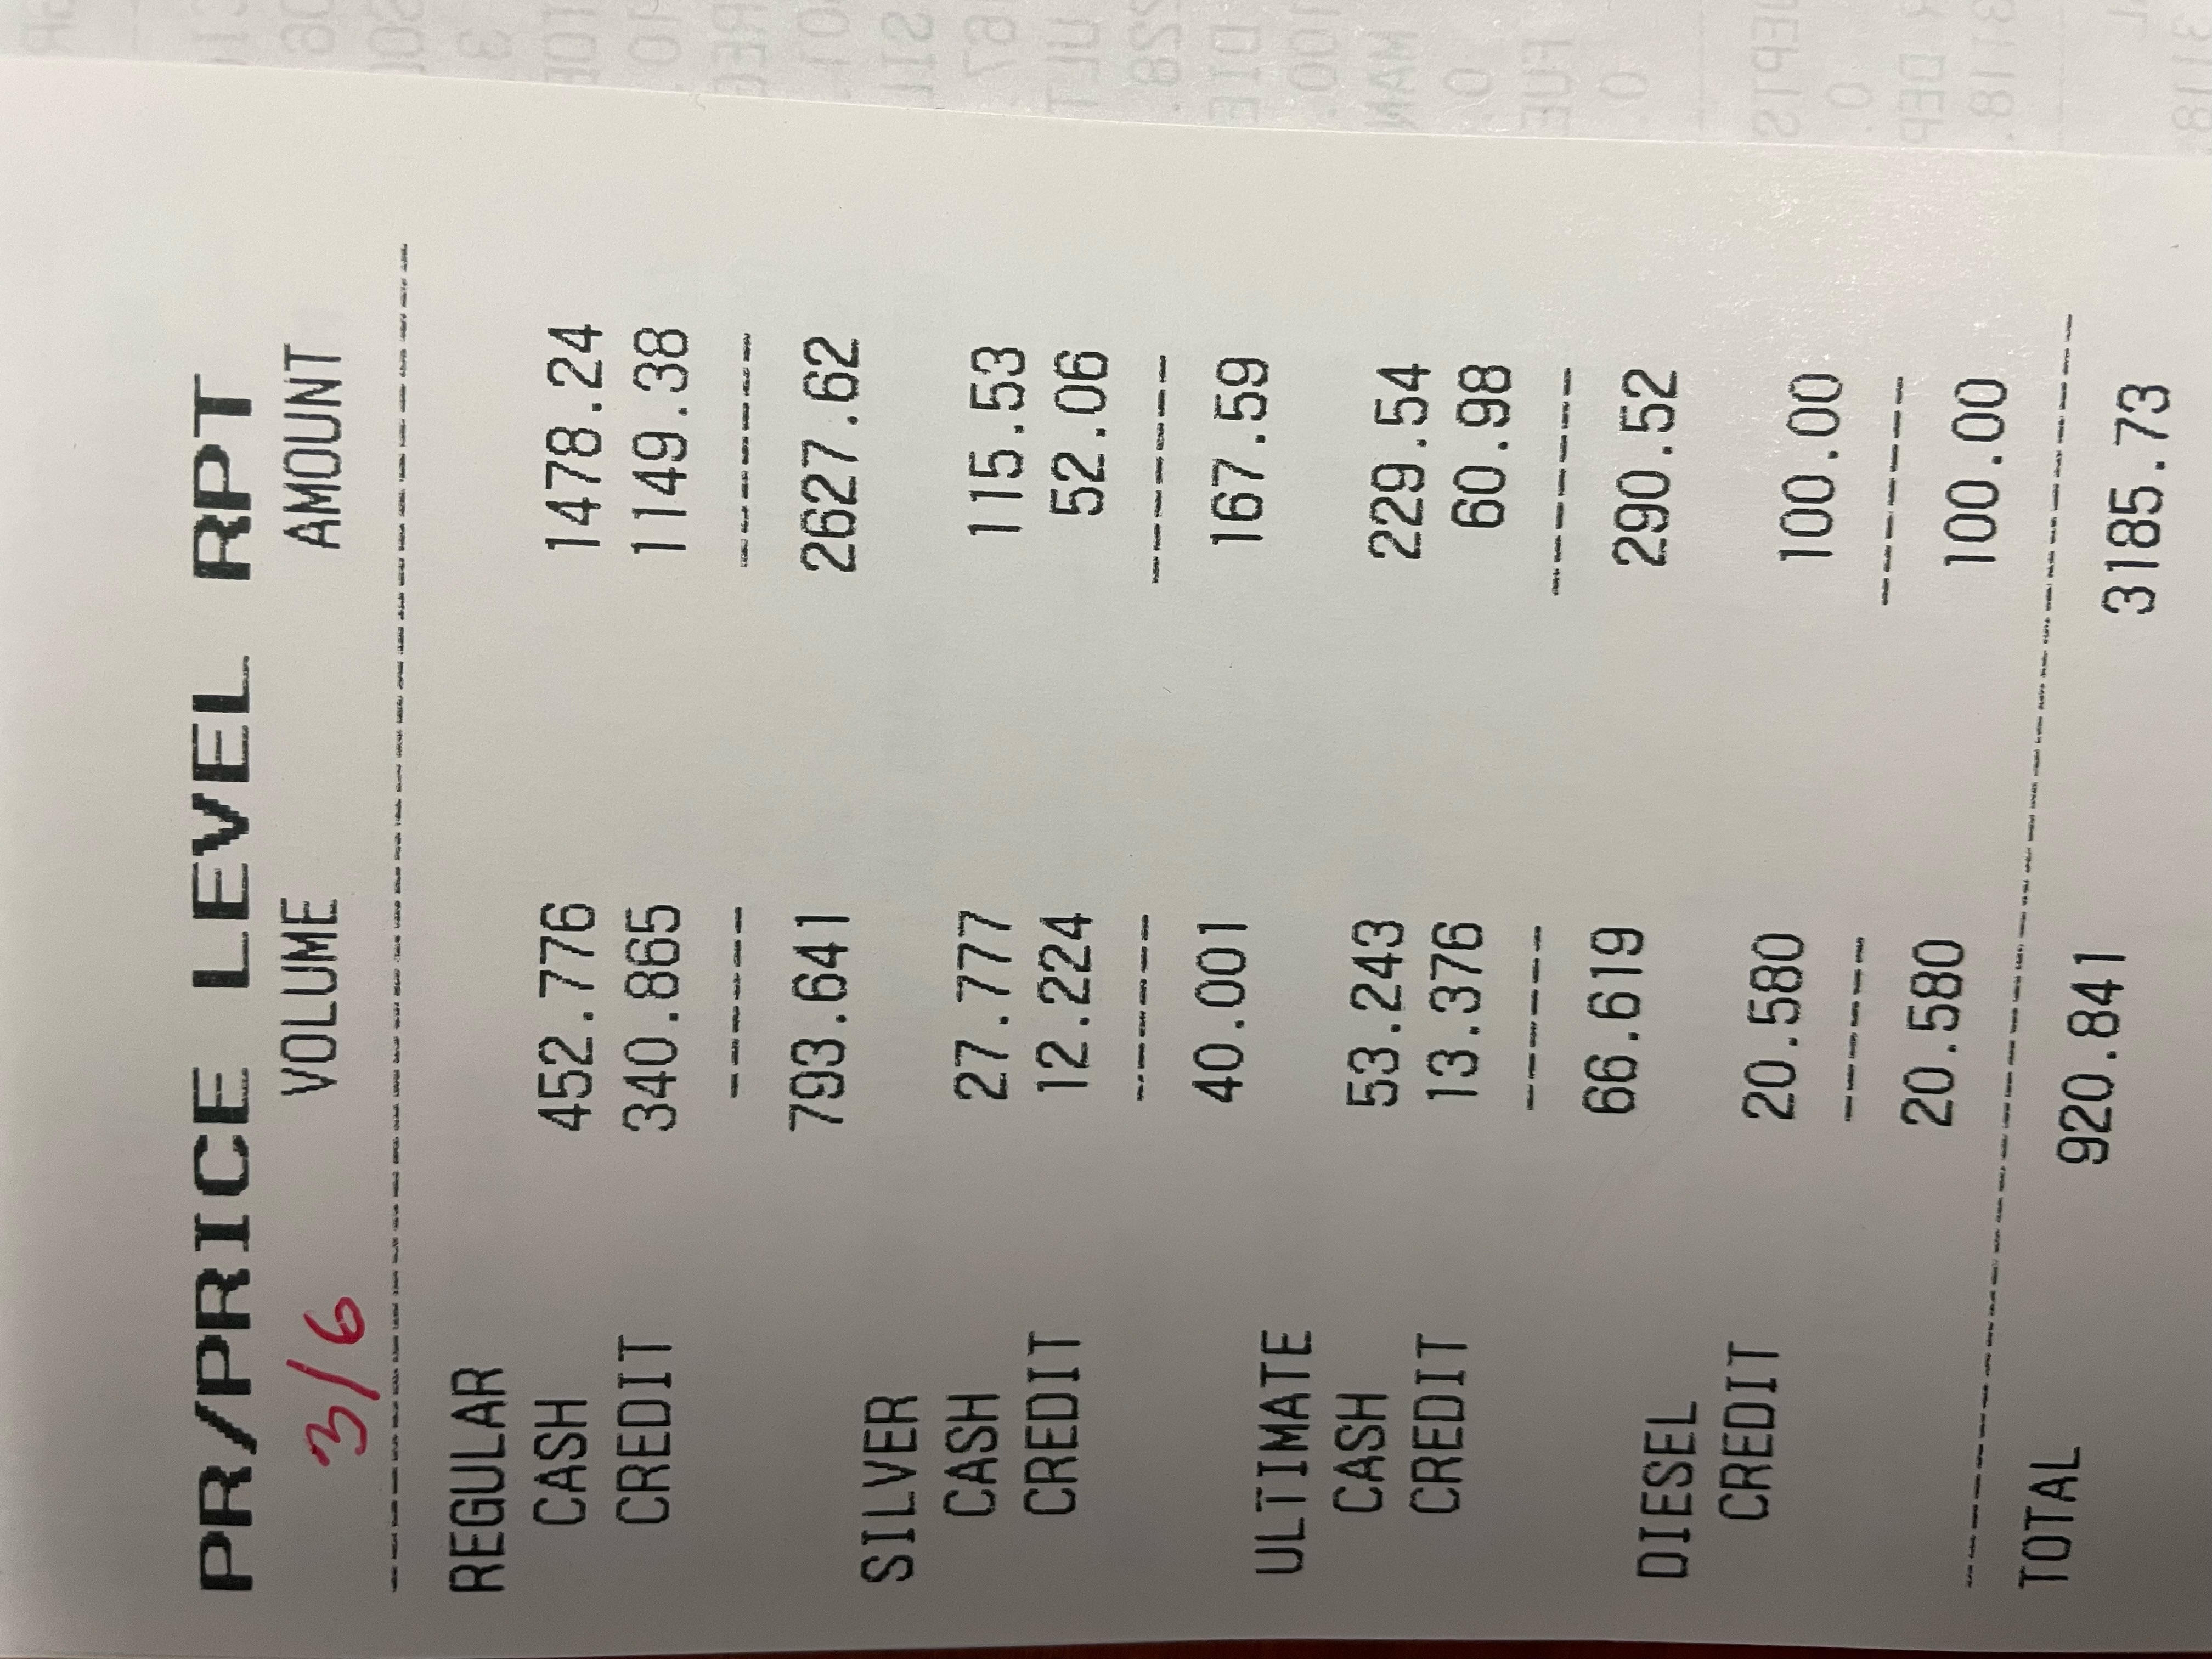 PR/PRICE LEVEL RPT
VOLUME AMOUNT
3/6
REGULAR
CASH 452.776 1478.24
CREDIT 340.865 1149.38
793.641 2627.62
SILVER
CASH 27.777 115.53
CREDIT 12.224 52.06
40.001 167.59
ULTIMATE
CASH 53.243 229.54
CREDIT 13.376 60.98
66.619 290.52
DIESEL
CREDIT 20.580 100.00
20.580 100.00
TOTAL 920.841 3185.73